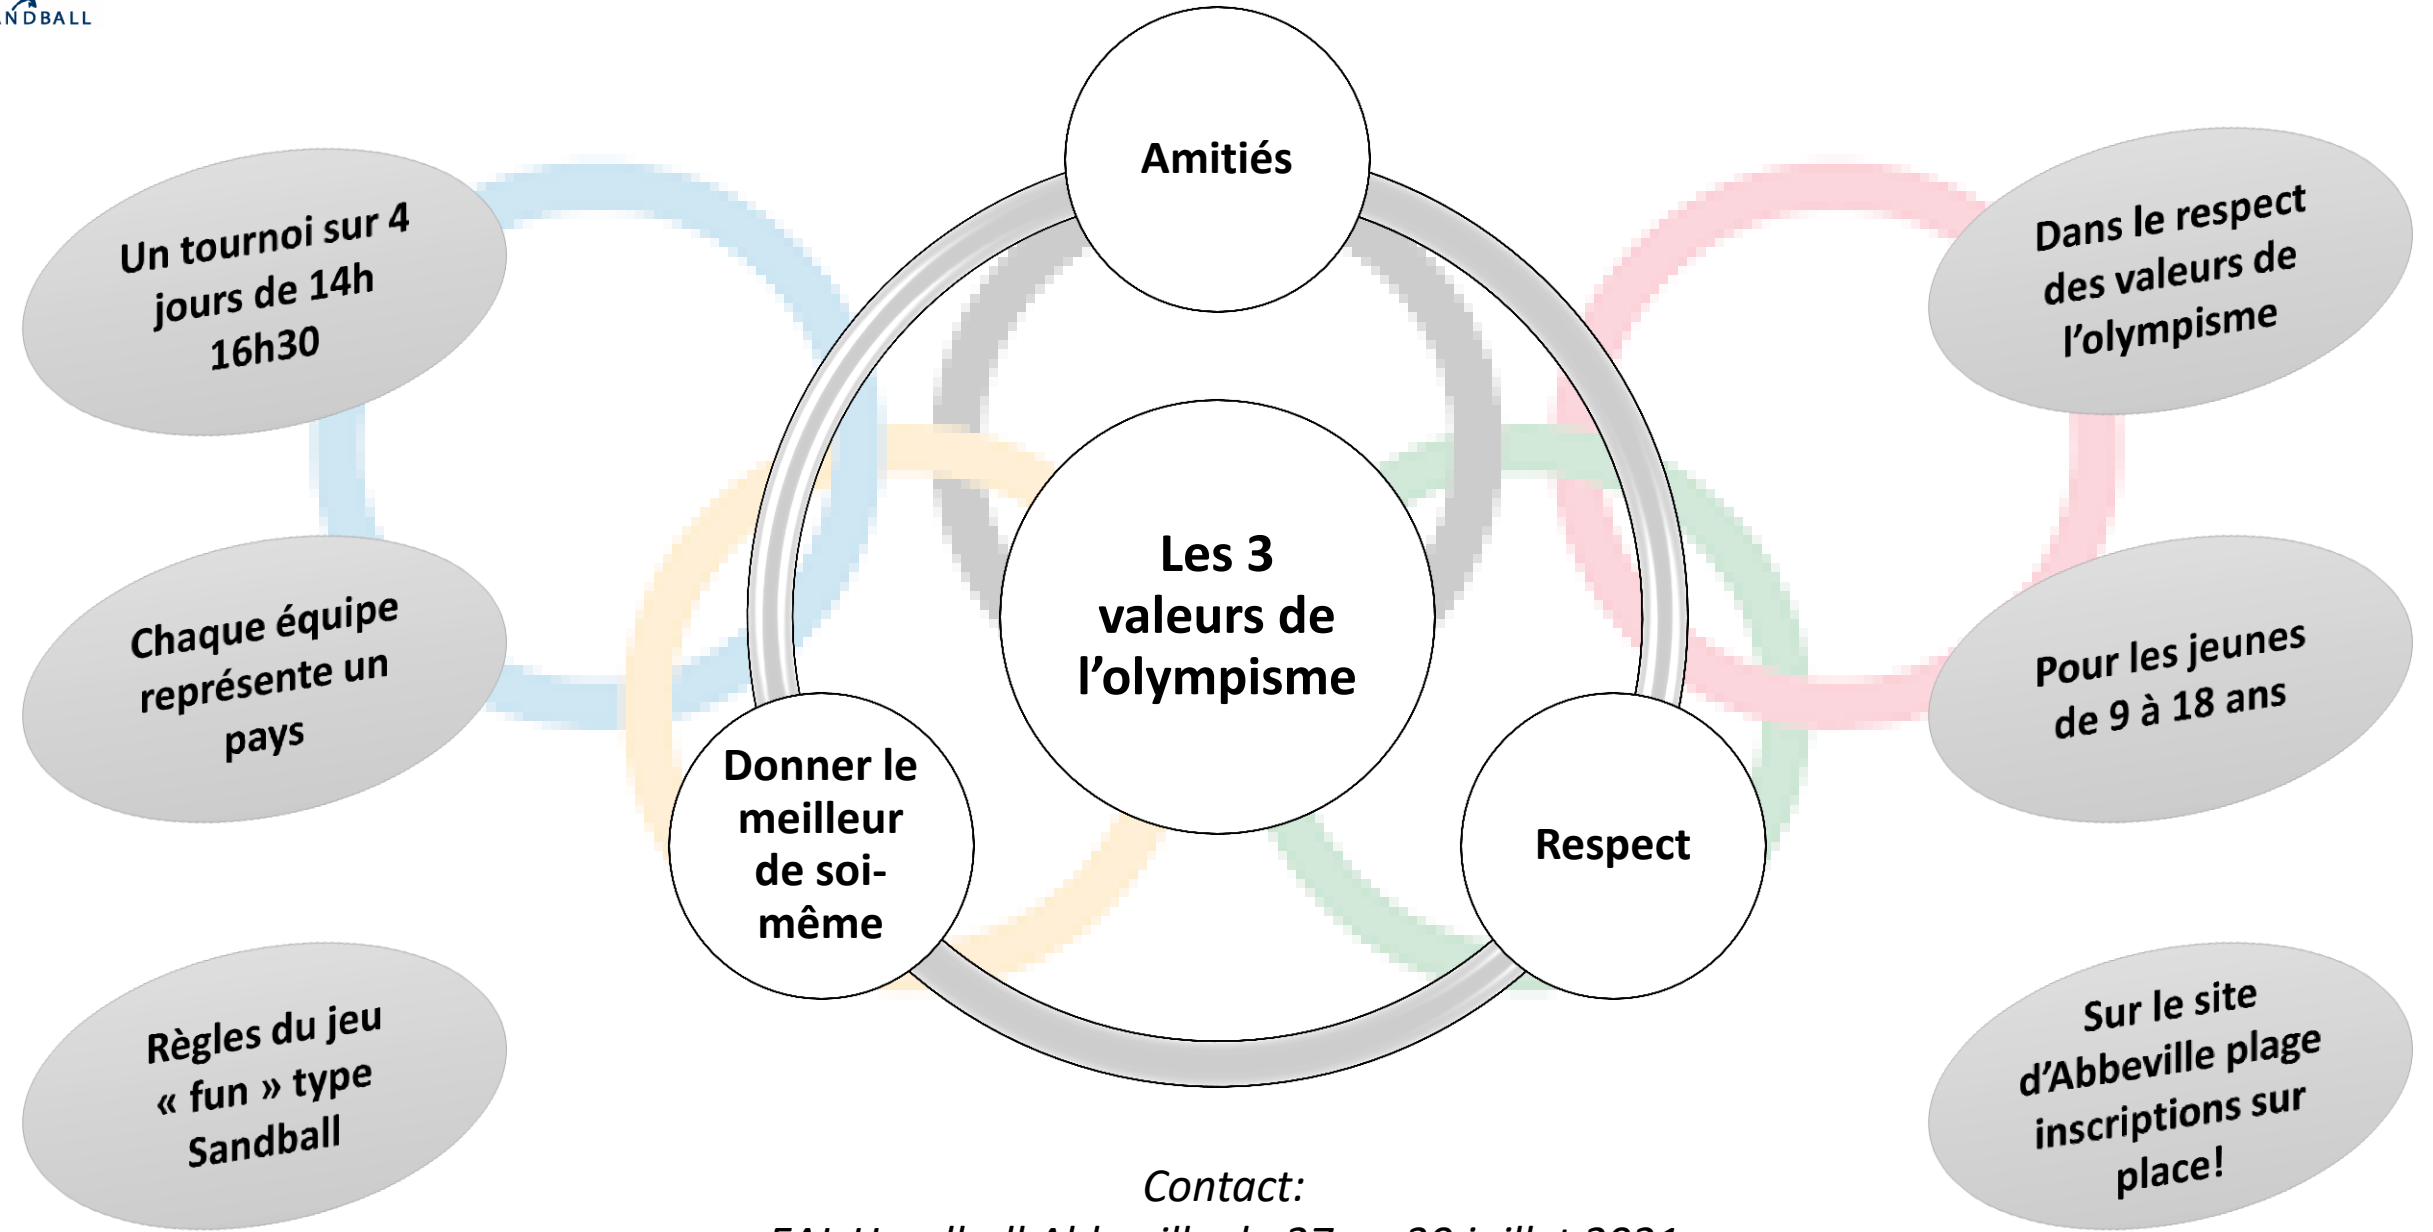 Amitiés
Un tournoi sur 4
jours de 14h
16h30
Dans le respect
des valeurs de
l’olympisme
Les 3
valeurs de
l’olympisme
Chaque équipe
représente un
pays
Pour les jeunes
de 9 à 18 ans
Donner le
meilleur
de soi-
même
Respect
Règles du jeu
« fun » type
Sandball
Sur le site
d’Abbeville plage
inscriptions sur
place!
Contact: